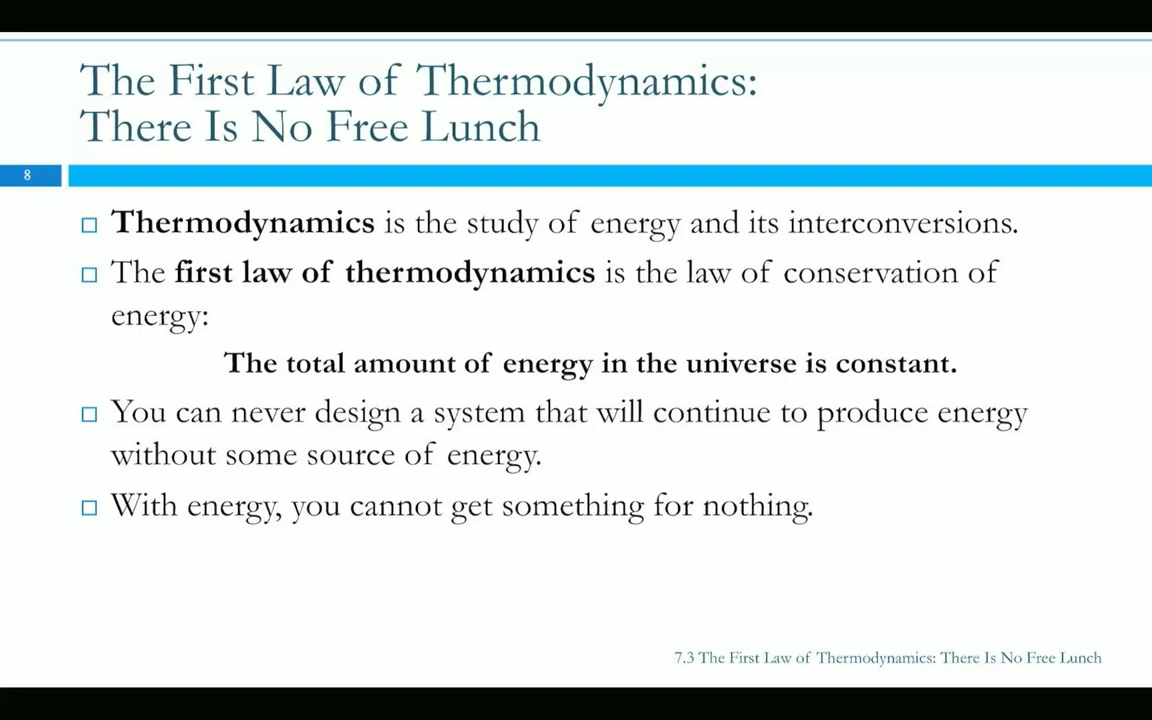 The First Law of Thermodynamics:
There Is No Free Lunch
8
Thermodynamics is the study of energy and its interconversions.
The first law of thermodynamics is the law of conservation of
energy:
The total amount of energy in the universe is constant.
You can never design a system that will continue to produce energy
without some source of energy.
With energy, you cannot get something for nothing.
7.3 The First Law of Thermodynamics: There Is No Free Lunch